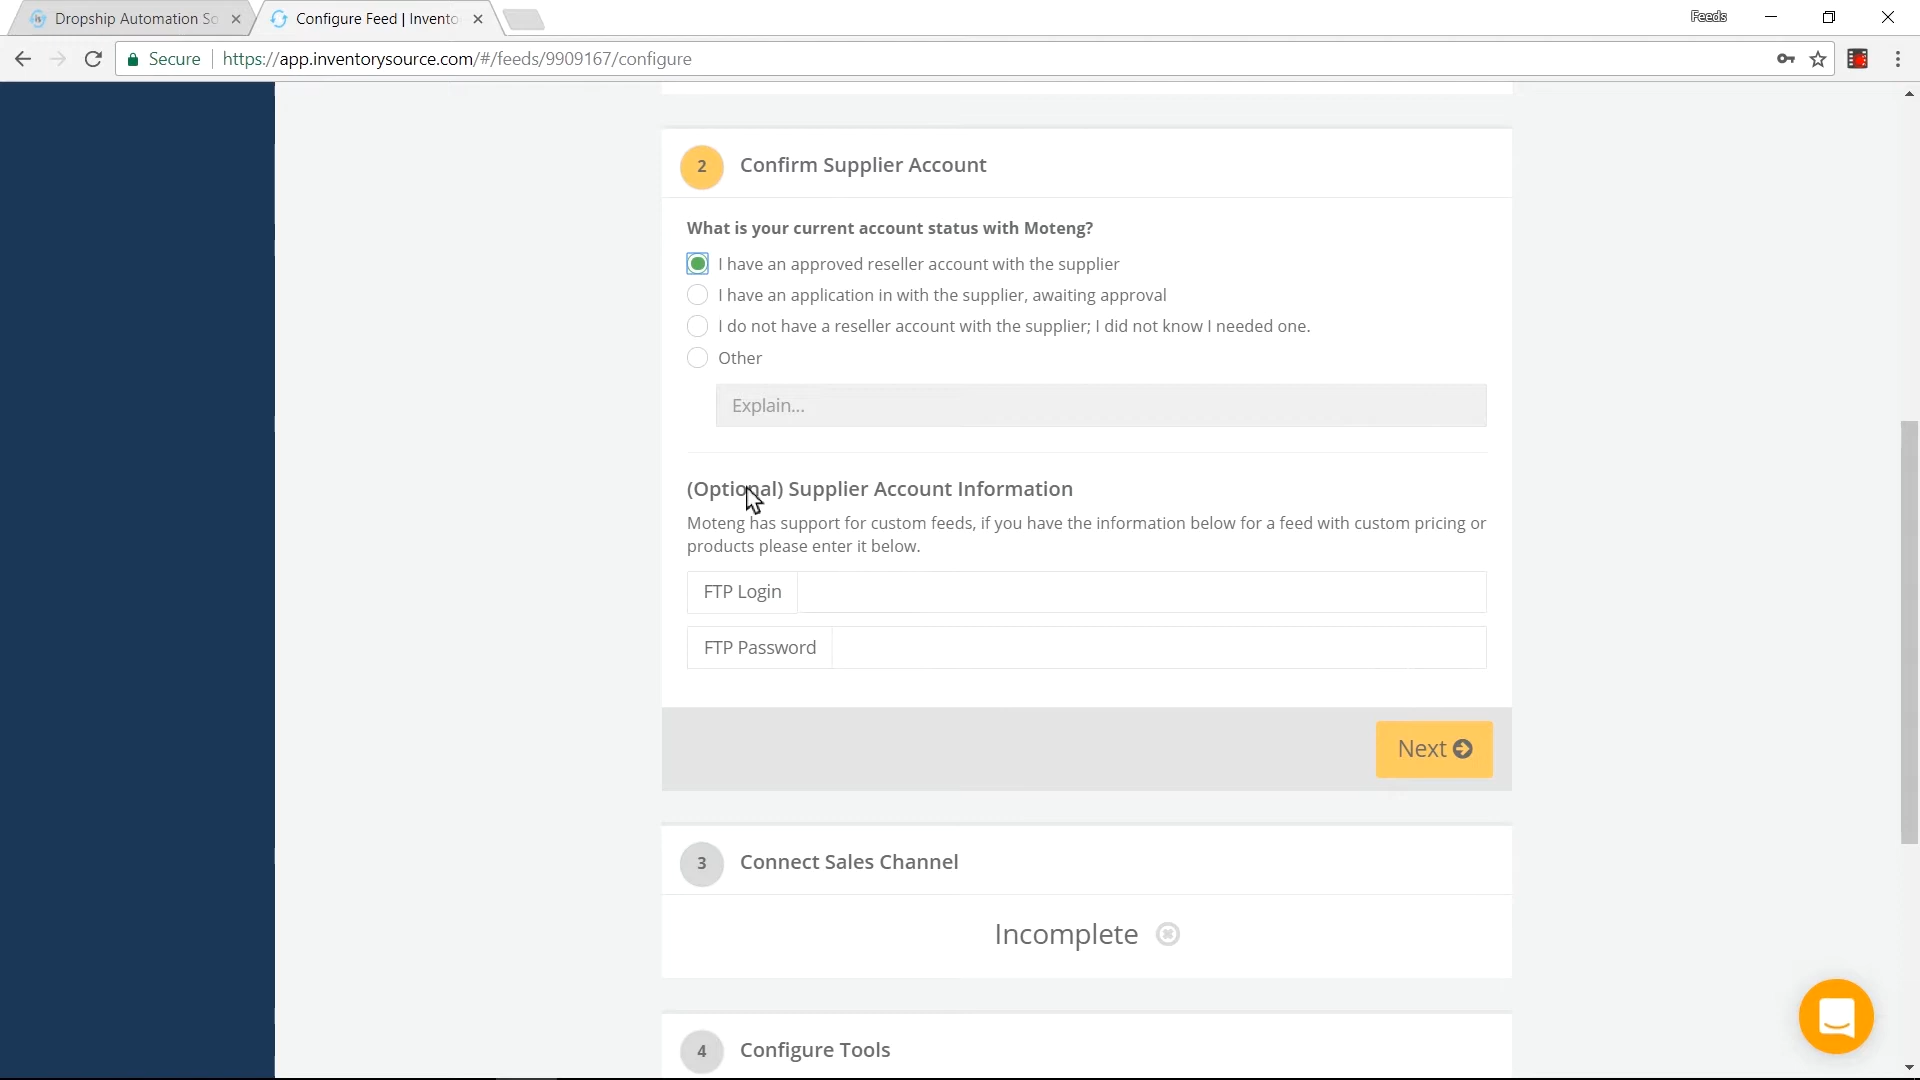 Dropship Automation So
Configure Feed | Invento
Feeds
Secure
https://app.inventorysource.com/#/feeds/9909167/configure
2
Confirm Supplier Account
What is your current account status with Moteng?
I have an approved reseller account with the supplier
I have an application in with the supplier, awaiting approval
I do not have a reseller account with the supplier; I did not know I needed one.
Other
Explain...
(Optional) Supplier Account Information
Moteng has support for custom feeds, if you have the information below for a feed with custom pricing or
products please enter it below.
FTP Login
FTP Password
Next
3
Connect Sales Channel
Incomplete
4
Configure Tools